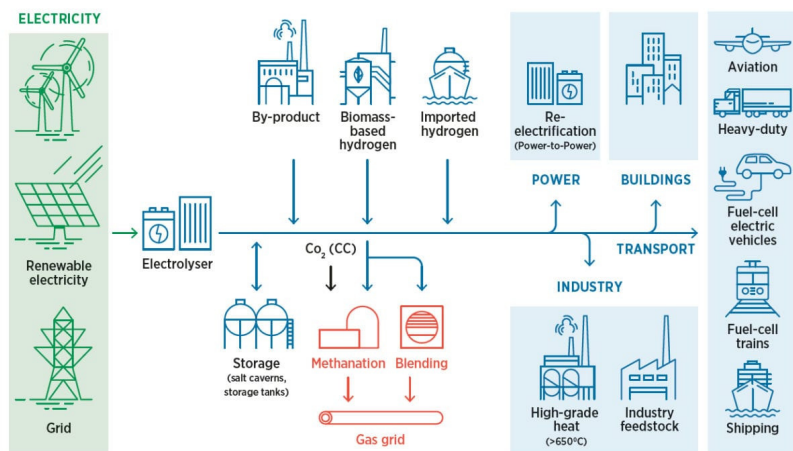 ELECTRICITY
Renewable
electricity
Grid
Electrolyser
By-product
Biomass-
based
hydrogen
Imported
hydrogen
Storage
(salt caverns,
storage tanks)
Co₂ (CC)
Methanation
Blending
Gas grid
Re-
electrification
(Power-to-Power)
POWER
BUILDINGS
TRANSPORT
INDUSTRY
High-grade
heat
(>650ºC)
Industry
feedstock
Aviation
Heavy-duty
Fuel-cell
electric
vehicles
Fuel-cell
trains
Shipping